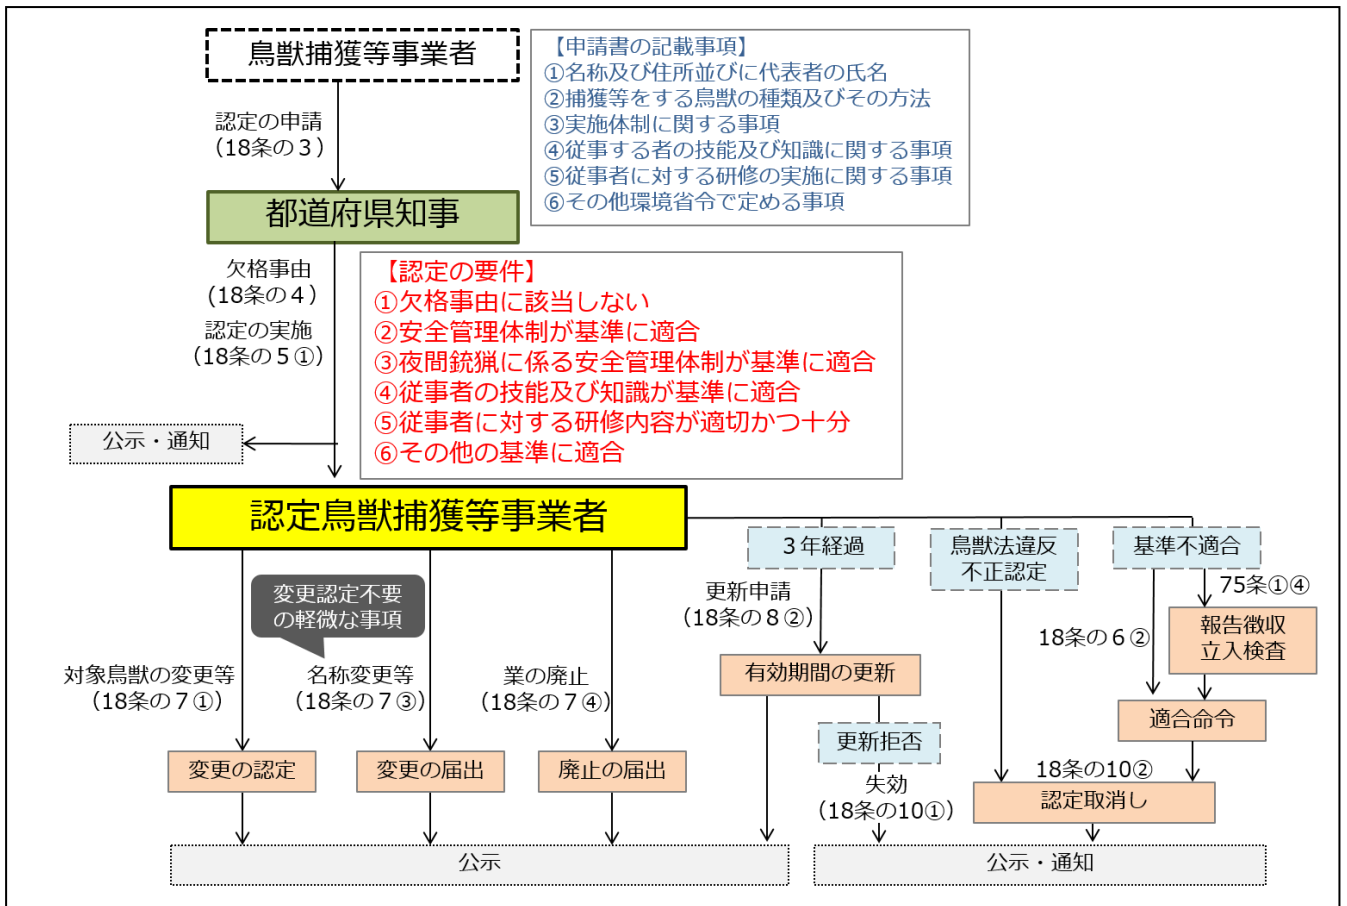 鳥獣捕獲等事業者
【申請書の記載事項】
①名称及び住所並びに代表者の氏名
②捕獲等をする鳥獣の種類及びその方法
③実施体制に関する事項
④従事する者の技能及び知識に関する事項
⑤従事者に対する研修の実施に関する事項
⑥その他環境省令で定める事項
認定の申請
（18条の３）
都道府県知事
欠格事由
（18条の４）
認定の実施
（18条の５①）
【認定の要件】
①欠格事由に該当しない
②安全管理体制が基準に適合
③夜間銃猟に係る安全管理体制が基準に適合
④従事者の技能及び知識が基準に適合
⑤従事者に対する研修内容が適切かつ十分
⑥その他の基準に適合
公示・通知
認定鳥獣捕獲等事業者
３年経過
鳥獣法違反
不正認定
基準不適合
変更認定不要
の軽微な事項
更新申請
（18条の８②）
75条①④
18条の６②
報告徴収
立入検査
対象鳥獣の変更等
（18条の７①）
名称変更等
（18条の７③）
業の廃止
（18条の７④）
有効期間の更新
適合命令
更新拒否
変更の認定
変更の届出
廃止の届出
失効
（18条の10①）
18条の10②
認定取消し
公示
公示・通知